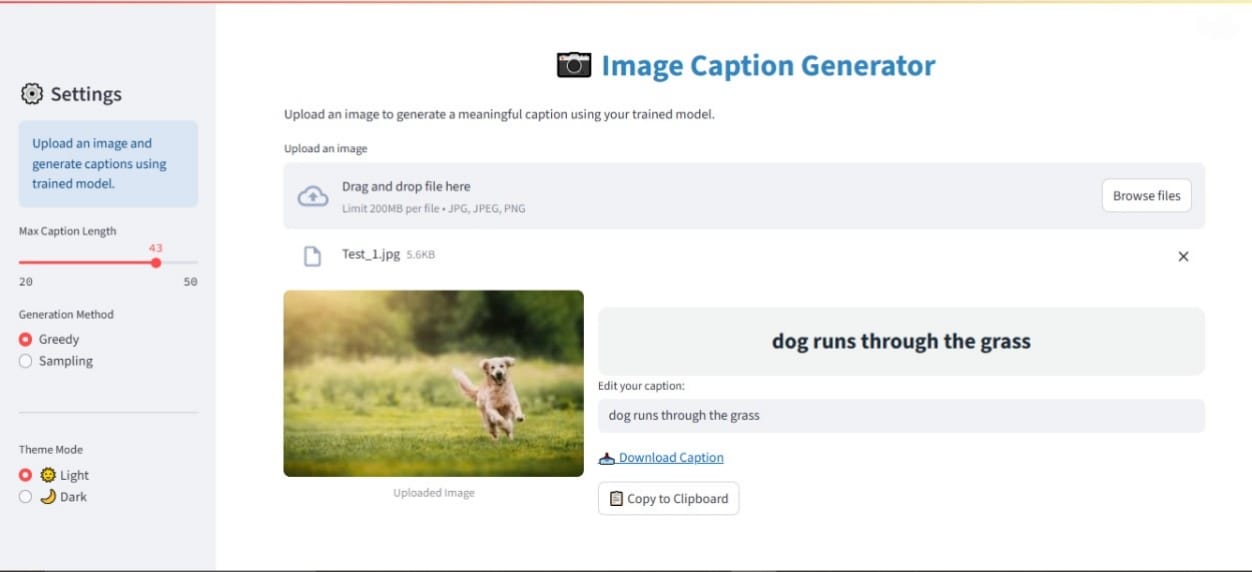 Settings
Upload an image and
generate captions using
trained model.
Max Caption Length
43
20 50
Generation Method
Greedy
Sampling
Theme Mode
🌞 Light
🌙 Dark
📷 Image Caption Generator
Upload an image to generate a meaningful caption using your trained model.
Upload an image
Drag and drop file here
Limit 200MB per file • JPG, JPEG, PNG
Browse files
Test_1.jpg 5.6KB
Uploaded Image
dog runs through the grass
Edit your caption:
dog runs through the grass
📥 Download Caption
📋 Copy to Clipboard